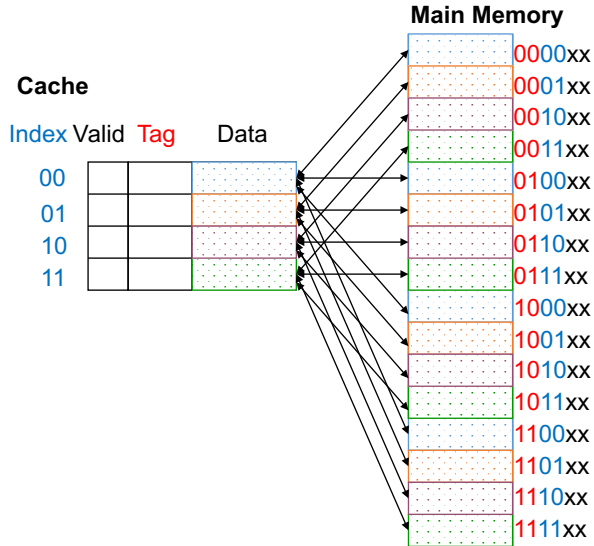 Main Memory
Cache
Index Valid Tag Data
00
01
10
11
0000xx
0001xx
0010xx
0011xx
0100xx
0101xx
0110xx
0111xx
1000xx
1001xx
1010xx
1011xx
1100xx
1101xx
1110xx
1111xx